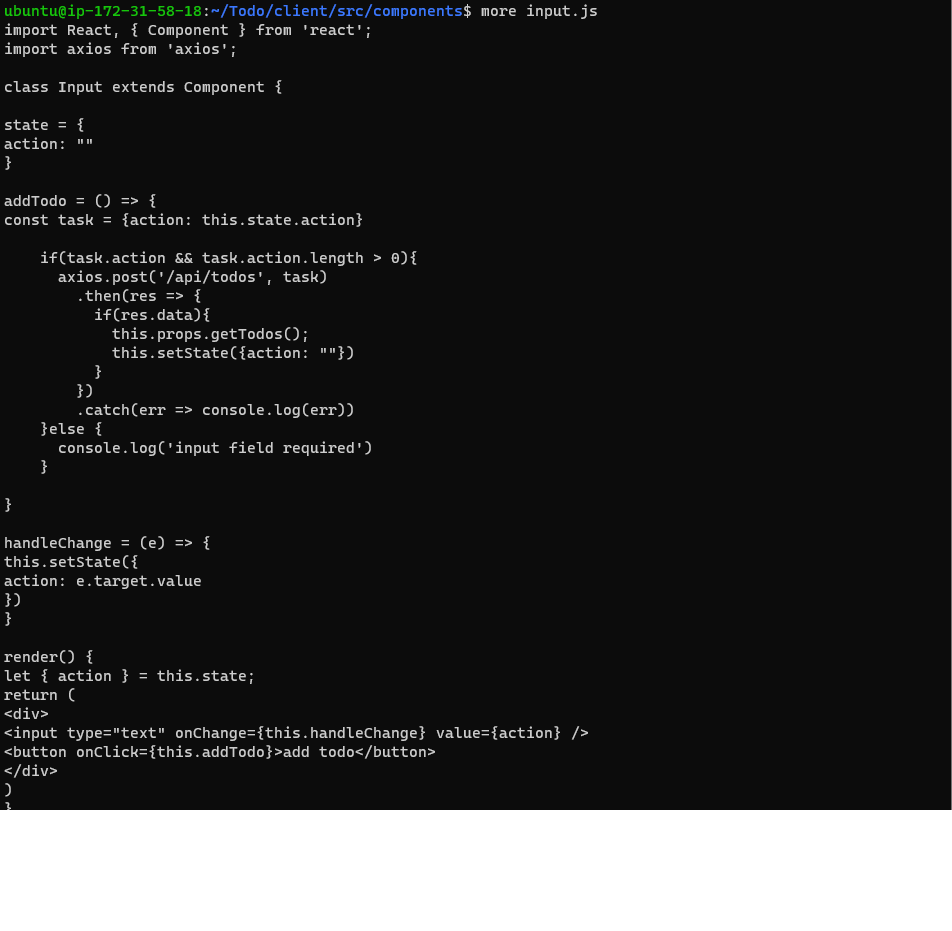 ubuntu@ip-172-31-58-18:~/Todo/client/src/components$ more input.js
import React, { Component } from 'react';
import axios from 'axios';

class Input extends Component {

state = {
action: ""
}

addTodo = () => {
const task = {action: this.state.action}

    if(task.action && task.action.length > 0){
      axios.post('/api/todos', task)
        .then(res => {
          if(res.data){
            this.props.getTodos();
            this.setState({action: ""})
          }
        })
        .catch(err => console.log(err))
    }else {
      console.log('input field required')
    }

}

handleChange = (e) => {
this.setState({
action: e.target.value
})
}

render() {
let { action } = this.state;
return (
<div>
<input type="text" onChange={this.handleChange} value={action} />
<button onClick={this.addTodo}>add todo</button>
</div>
)
}